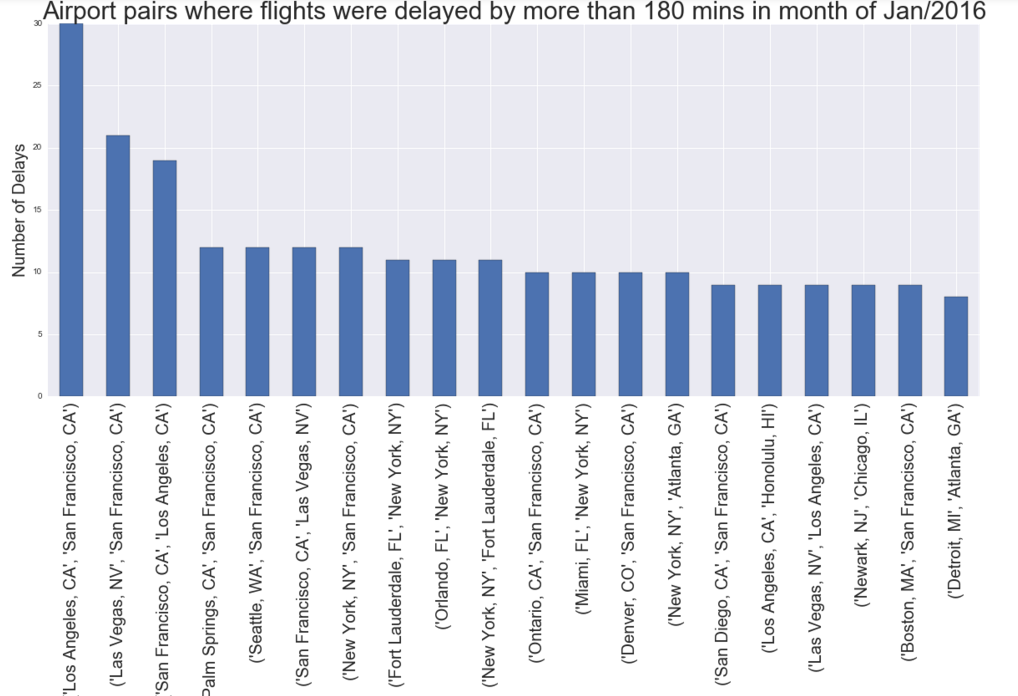 Airport pairs where flights were delayed by more than 180 mins in month of Jan/2016
Number of Delays
30
25
20
15
10
5
0
'Los Angeles, CA', 'San Francisco, CA')
('Las Vegas, NV', 'San Francisco, CA')
'San Francisco, CA', 'Los Angeles, CA')
Palm Springs, CA', 'San Francisco, CA')
('Seattle, WA', 'San Francisco, CA')
('San Francisco, CA', 'Las Vegas, NV')
('New York, NY', 'San Francisco, CA')
('Fort Lauderdale, FL', 'New York, NY')
('Orlando, FL', 'New York, NY')
('New York, NY', 'Fort Lauderdale, FL')
('Ontario, CA', 'San Francisco, CA')
('Miami, FL', 'New York, NY')
('Denver, CO', 'San Francisco, CA')
('New York, NY', 'Atlanta, GA')
('San Diego, CA', 'San Francisco, CA')
('Los Angeles, CA', 'Honolulu, HI')
('Las Vegas, NV', 'Los Angeles, CA')
('Newark, NJ', 'Chicago, IL')
('Boston, MA', 'San Francisco, CA')
('Detroit, MI', 'Atlanta, GA')